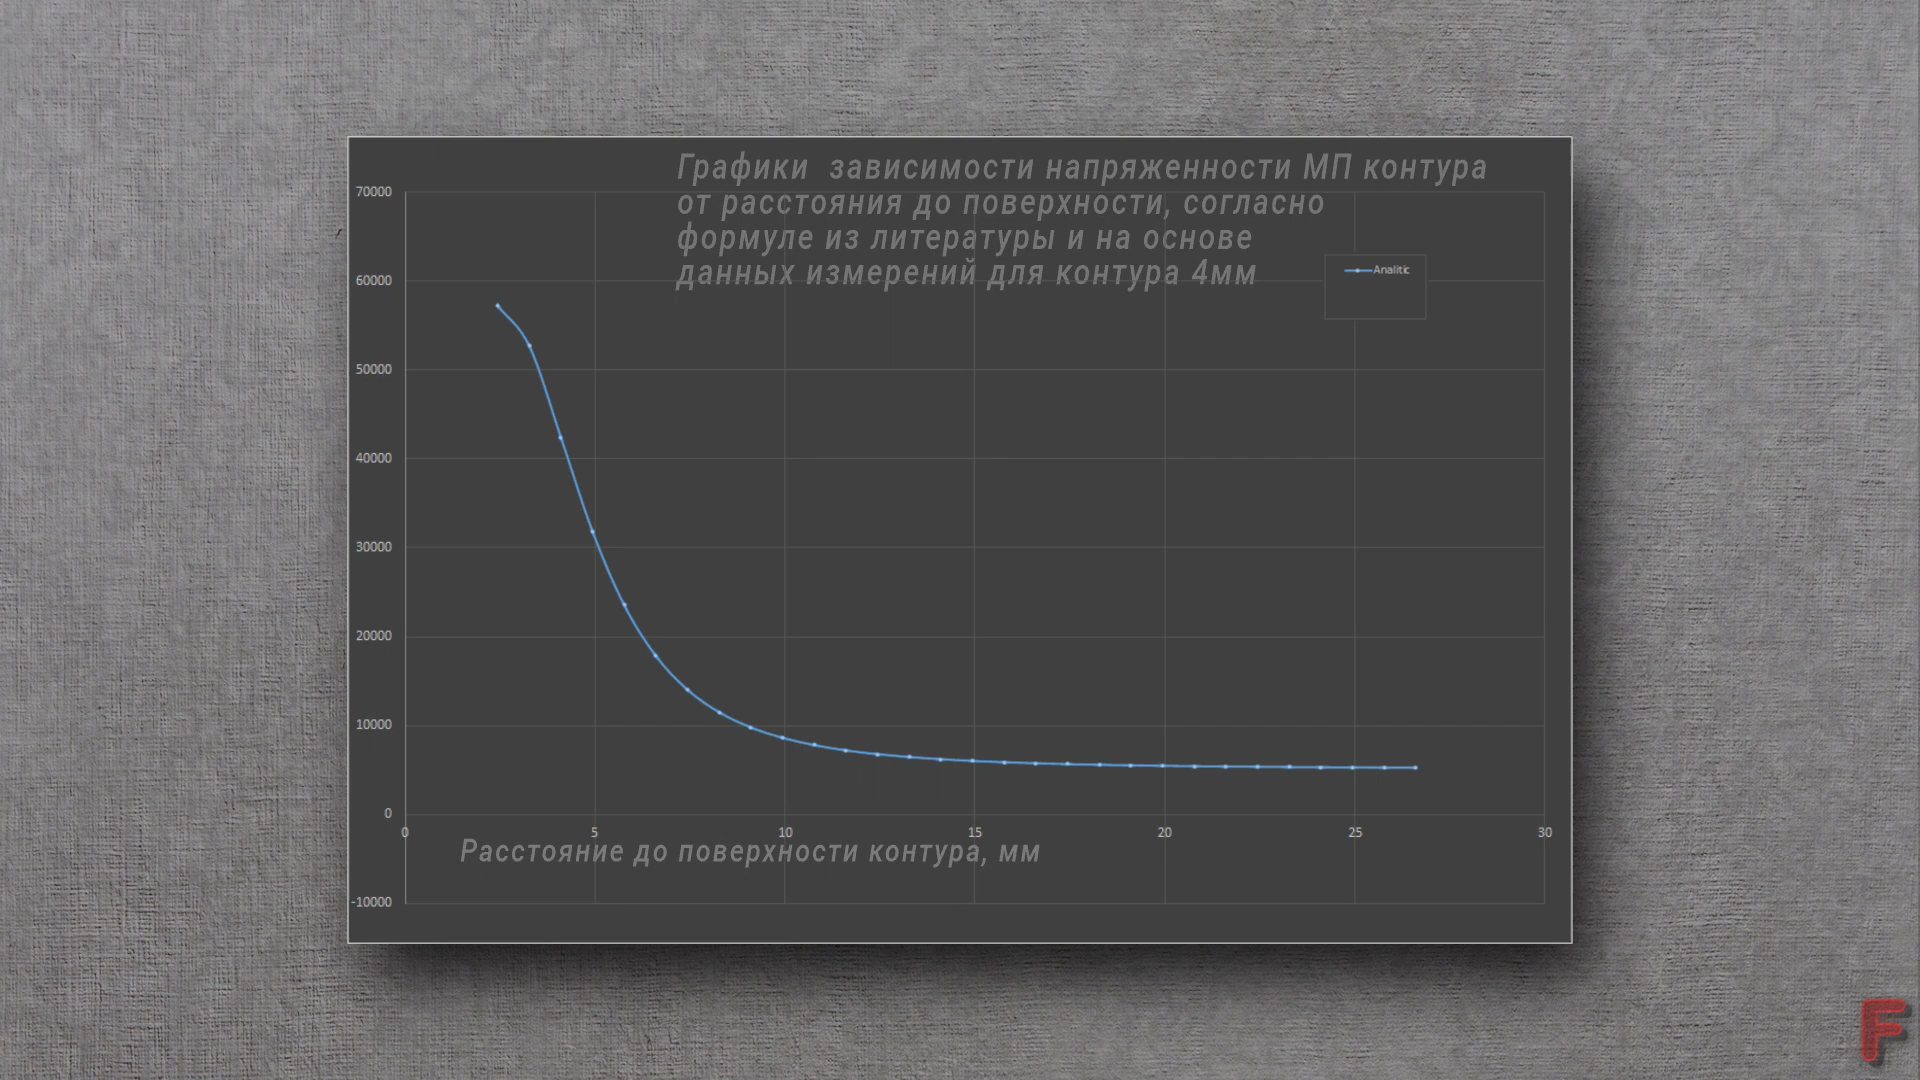 Графики зависимости напряженности МП контура
от расстояния до поверхности, согласно
формуле из литературы и на основе
данных измерений для контура 4мм
Analitic
70000
60000
50000
40000
30000
20000
10000
0
-10000
0 5 10 15 20 25 30
Расстояние до поверхности контура, мм
F